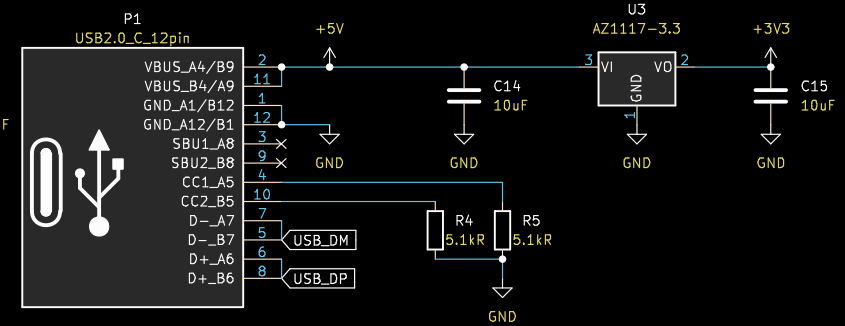 P1
USB2.0_C_12pin
F
VBUS_A4/B9 2
VBUS_B4/A9 11
GND_A1/B12 1
GND_A12/B1 12
SBU1_A8 3
SBU2_B8 9
CC1_A5 4
CC2_B5 10
D-_A7 7
D-_B7 5
D+_A6 6
D+_B6 8
USB_DM
USB_DP
+5V
GND
C14
10uF
GND
U3
AZ1117-3.3
3 VI
VO 2
GND
1
GND
+3V3
C15
10uF
GND
R4
5.1kR
R5
5.1kR
GND